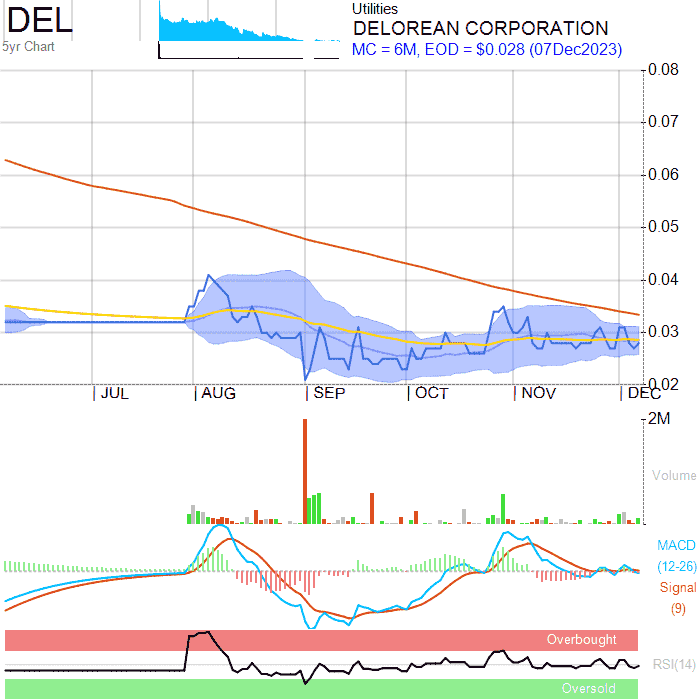 DEL
5yr Chart
Utilities
DELOREAN CORPORATION
MC = 6M, EOD = $0.028 (07Dec2023)
0.08
0.07
0.06
0.05
0.04
0.03
0.02
JUL AUG SEP OCT NOV DEC
2M
Volume
MACD
(12-26)
Signal
(9)
Overbought
RSI(14)
Oversold